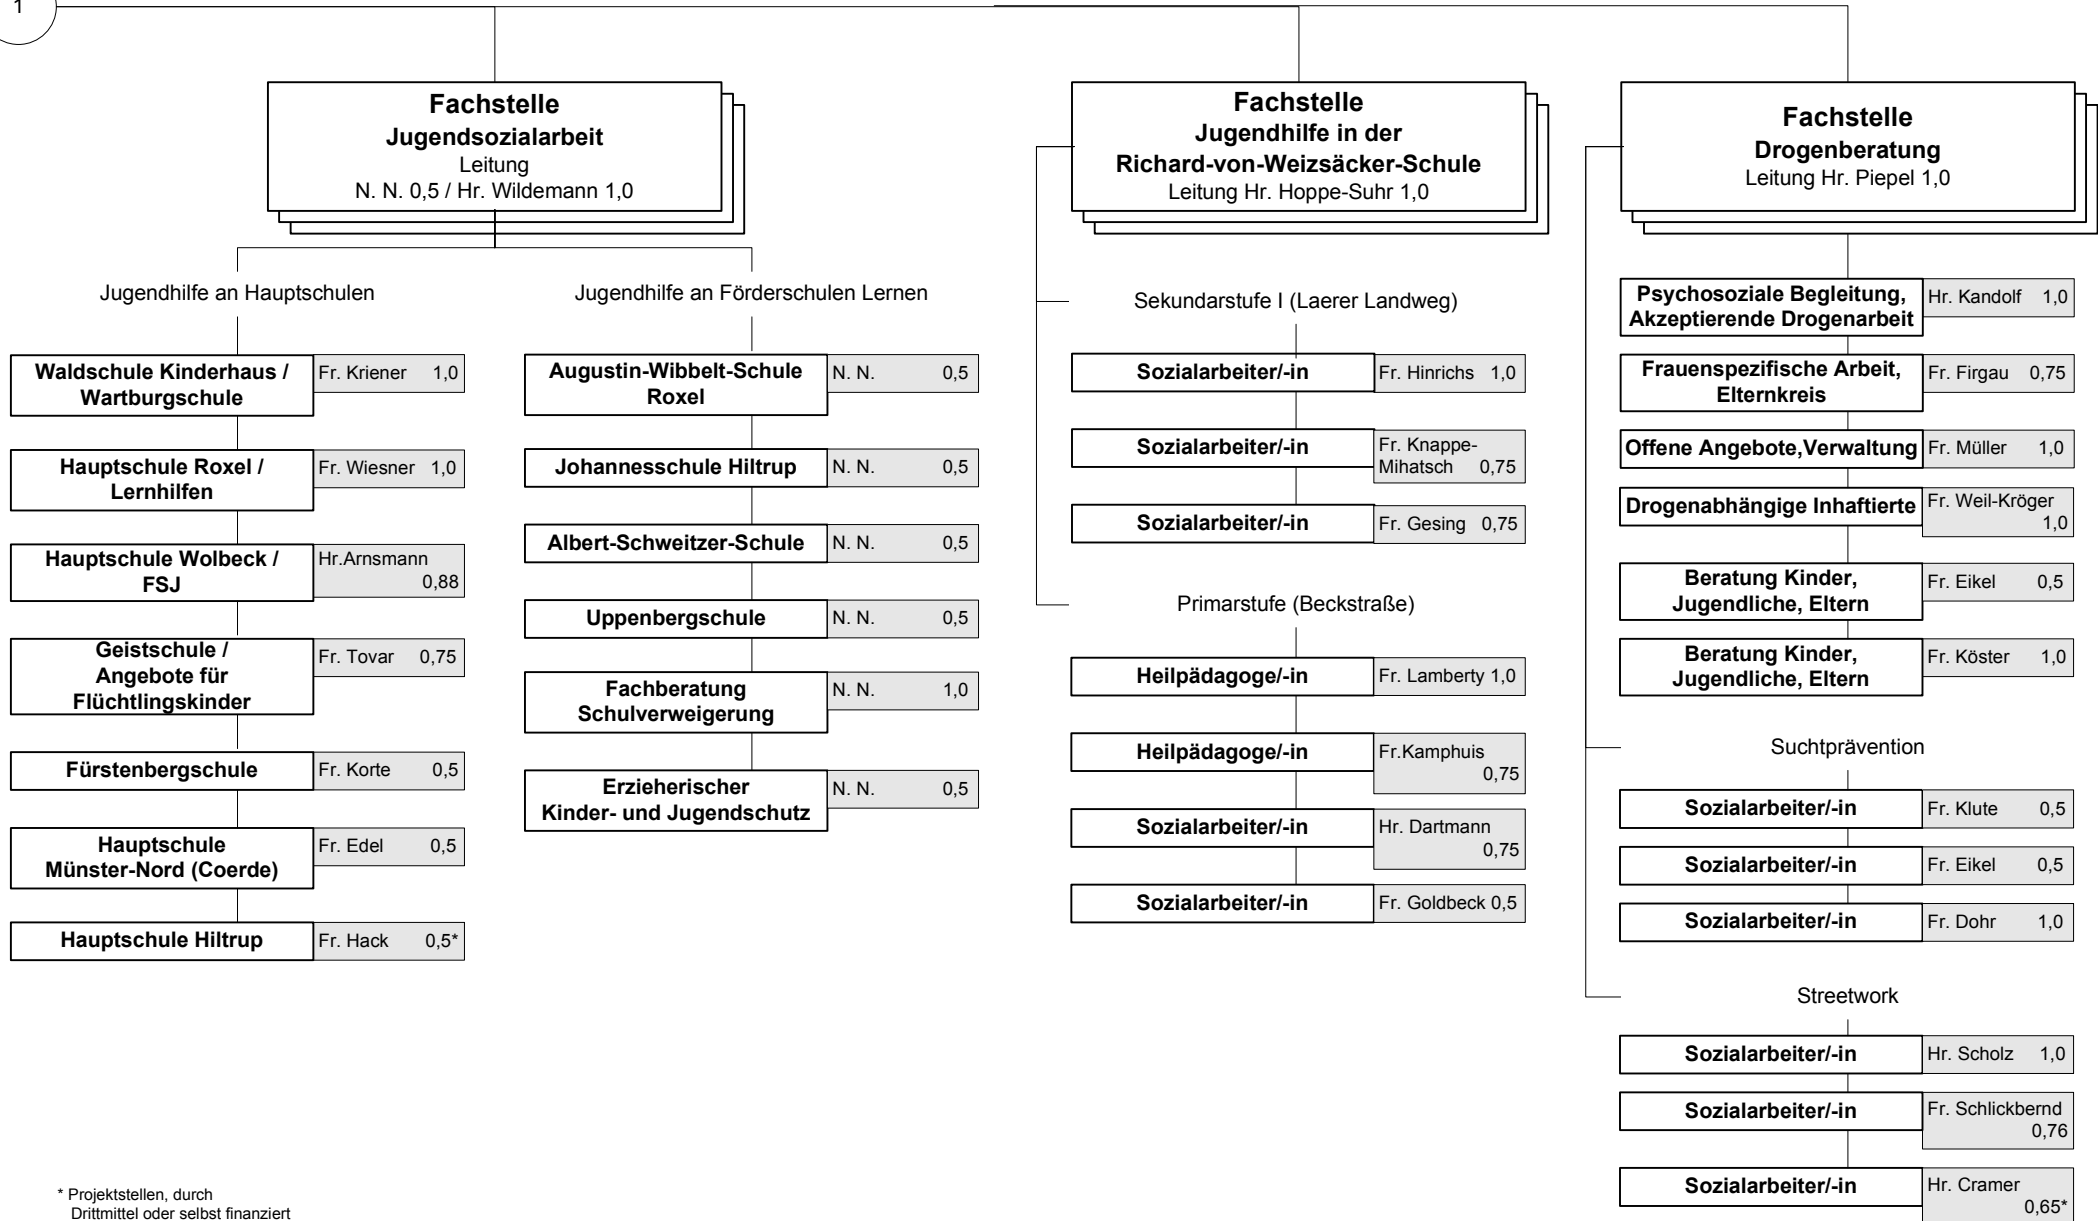 1
Fachstelle
Jugendsozialarbeit
Leitung
N. N. 0,5 / Hr. Wildemann 1,0
Jugendhilfe an Hauptschulen
Waldschule Kinderhaus /
Wartburgschule
Fr. Kriener 1,0
Hauptschule Roxel /
Lernhilfen
Fr. Wiesner 1,0
Hauptschule Wolbeck /
FSJ
Hr.Arnsmann
0,88
Geistschule /
Angebote für
Flüchtlingskinder
Fr. Tovar 0,75
Fürstenbergschule
Fr. Korte 0,5
Hauptschule
Münster-Nord (Coerde)
Fr. Edel 0,5
Hauptschule Hiltrup
Fr. Hack 0,5*
Jugendhilfe an Förderschulen Lernen
Augustin-Wibbelt-Schule
Roxel
N. N. 0,5
Johannesschule Hiltrup
N. N. 0,5
Albert-Schweitzer-Schule
N. N. 0,5
Uppenbergschule
N. N. 0,5
Fachberatung
Schulverweigerung
N. N. 1,0
Erzieherischer
Kinder- und Jugendschutz
N. N. 0,5
Fachstelle
Jugendhilfe in der
Richard-von-Weizsäcker-Schule
Leitung Hr. Hoppe-Suhr 1,0
Sekundarstufe I (Laerer Landweg)
Sozialarbeiter/-in
Fr. Hinrichs 1,0
Sozialarbeiter/-in
Fr. Knappe-
Mihatsch 0,75
Sozialarbeiter/-in
Fr. Gesing 0,75
Primarstufe (Beckstraße)
Heilpädagoge/-in
Fr. Lamberty 1,0
Heilpädagoge/-in
Fr.Kamphuis
0,75
Sozialarbeiter/-in
Hr. Dartmann
0,75
Sozialarbeiter/-in
Fr. Goldbeck 0,5
Fachstelle
Drogenberatung
Leitung Hr. Piepel 1,0
Psychosoziale Begleitung,
Akzeptierende Drogenarbeit
Hr. Kandolf 1,0
Frauenspezifische Arbeit,
Elternkreis
Fr. Firgau 0,75
Offene Angebote,Verwaltung
Fr. Müller 1,0
Drogenabhängige Inhaftierte
Fr. Weil-Kröger
1,0
Beratung Kinder,
Jugendliche, Eltern
Fr. Eikel 0,5
Beratung Kinder,
Jugendliche, Eltern
Fr. Köster 1,0
Suchtprävention
Sozialarbeiter/-in
Fr. Klute 0,5
Sozialarbeiter/-in
Fr. Eikel 0,5
Sozialarbeiter/-in
Fr. Dohr 1,0
Streetwork
Sozialarbeiter/-in
Hr. Scholz 1,0
Sozialarbeiter/-in
Fr. Schlickbernd
0,76
Sozialarbeiter/-in
Hr. Cramer
0,65*
* Projektstellen, durch
Drittmittel oder selbst finanziert